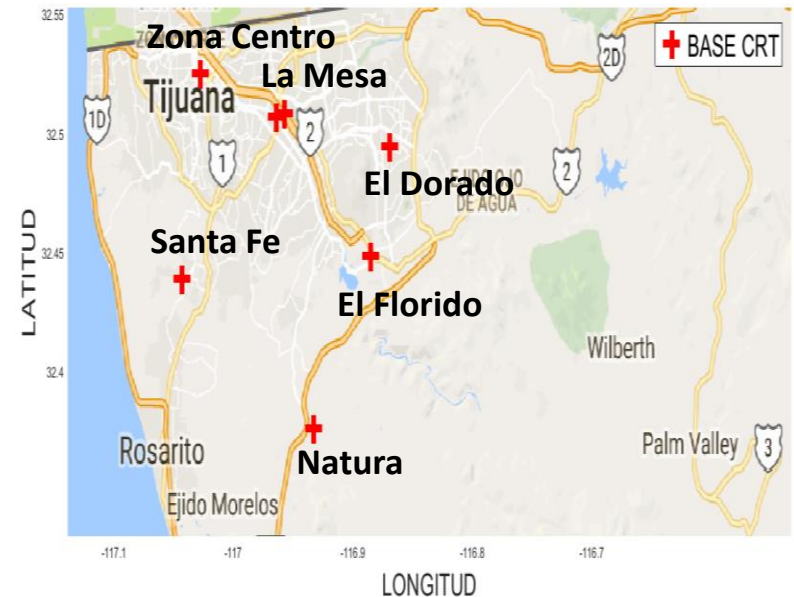 32.55
Zona Centro
BASE CRT
2D
La Mesa
Tijuana
1D
32.5
2
1
2
El Dorado
DE AGUA
Santa Fe
32.45
El Florido
LATITUD
Wilberth
32.4
Rosarito
Palm Valley
3
Natura
Ejido Morelos
-117.1
-117
-116.9
-116.8
-116.7
LONGITUD